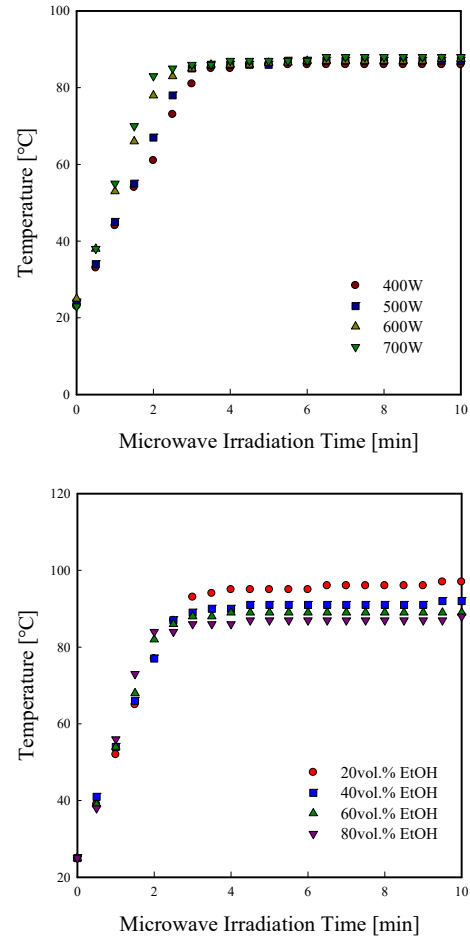 100
80
60
40
20
0
Temperature [℃]
400W
500W
600W
700W
0 2 4 6 8 10
Microwave Irradiation Time [min]
120
100
80
60
40
20
Temperature [℃]
20vol.% EtOH
40vol.% EtOH
60vol.% EtOH
80vol.% EtOH
0 2 4 6 8 10
Microwave Irradiation Time [min]